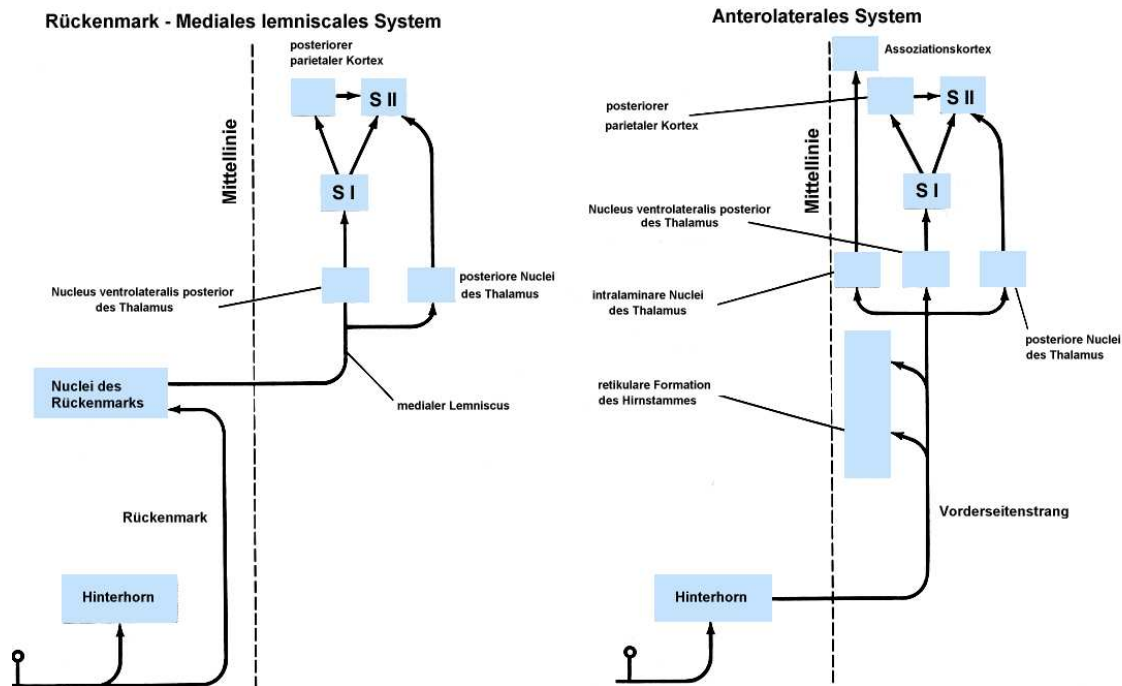 Rückenmark - Mediales lemniscales System
posteriorer
parietaler Kortex
S II
Mittellinie
S I
Nucleus ventrolateralis posterior
des Thalamus
posteriore Nuclei
des Thalamus
Nuclei des
Rückenmarks
medialer Lemniscus
Rückenmark
Hinterhorn
Anterolaterales System
Assoziationskortex
S II
posteriorer
parietaler Kortex
Mittellinie
S I
Nucleus ventrolateralis posterior
des Thalamus
intralaminare Nuclei
des Thalamus
posteriore Nuclei
des Thalamus
retikulare Formation
des Hirnstammes
Vorderseitenstrang
Hinterhorn